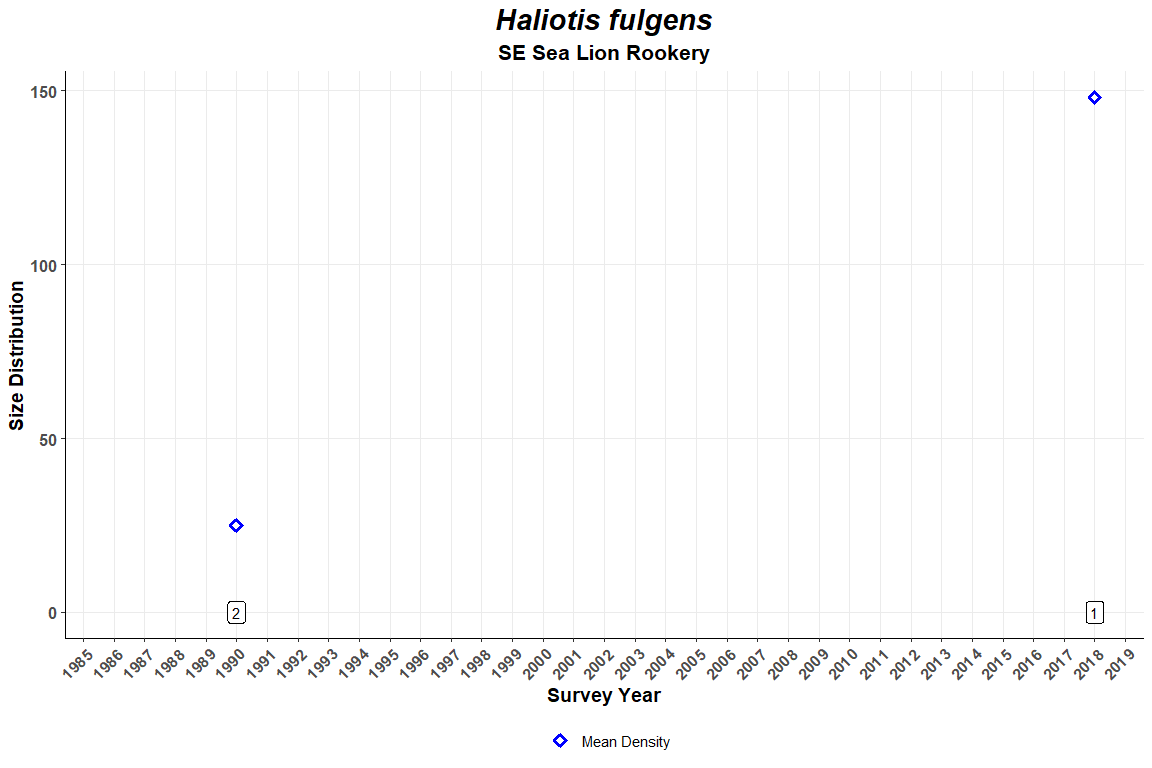 Haliotis fulgens
SE Sea Lion Rookery
Size Distribution
150
100
50
0
2
1
1985 1986 1987 1988 1989 1990 1991 1992 1993 1994 1995 1996 1997 1998 1999 2000 2001 2002 2003 2004 2005 2006 2007 2008 2009 2010 2011 2012 2013 2014 2015 2016 2017 2018 2019
Survey Year
Mean Density